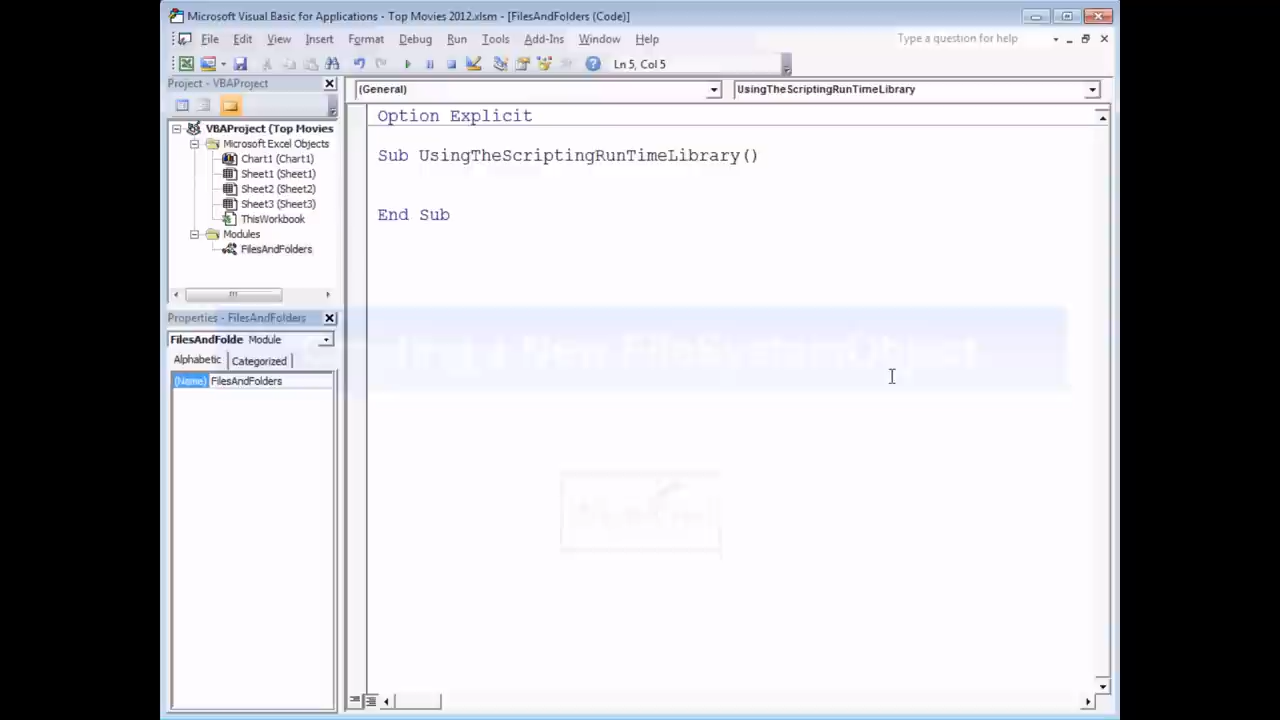 Microsoft Visual Basic for Applications - Top Movies 2012.xlsm - [FilesAndFolders (Code)]
File Edit View Insert Format Debug Run Tools Add-Ins Window Help
Type a question for help
Ln 5, Col 5
Project - VBAProject
(General)
UsingTheScriptingRunTimeLibrary
VBAProject (Top Movies
Microsoft Excel Objects
Chart1 (Chart1)
Sheet1 (Sheet1)
Sheet2 (Sheet2)
Sheet3 (Sheet3)
ThisWorkbook
Modules
FilesAndFolders
Option Explicit
Sub UsingTheScriptingRunTimeLibrary()
End Sub
Properties - FilesAndFolders
FilesAndFolde Module
Alphabetic Categorized
(Name) FilesAndFolders
Creating a New FileSystemObject